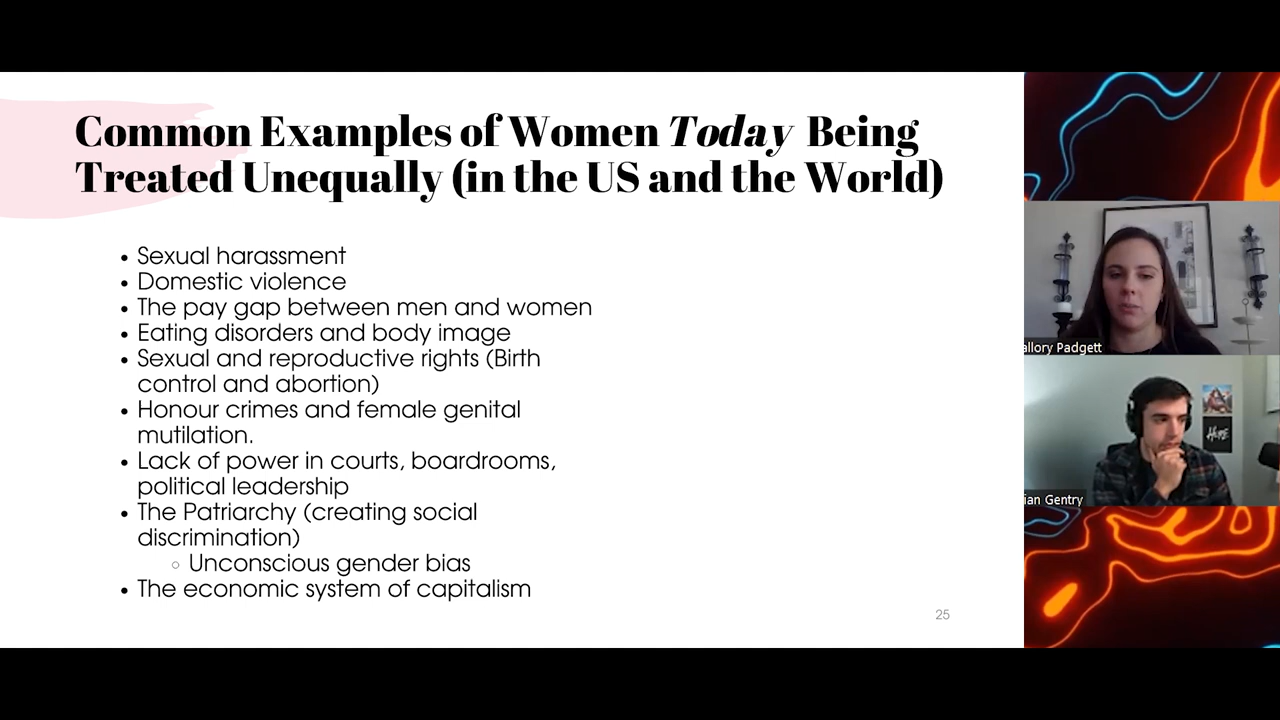 Common Examples of Women Today Being
Treated Unequally (in the US and the World)
• Sexual harassment
• Domestic violence
• The pay gap between men and women
• Eating disorders and body image
• Sexual and reproductive rights (Birth
control and abortion)
• Honour crimes and female genital
mutilation.
• Lack of power in courts, boardrooms,
political leadership
• The Patriarchy (creating social
discrimination)
○ Unconscious gender bias
• The economic system of capitalism
25
allory Padgett
HERE
ian Gentry